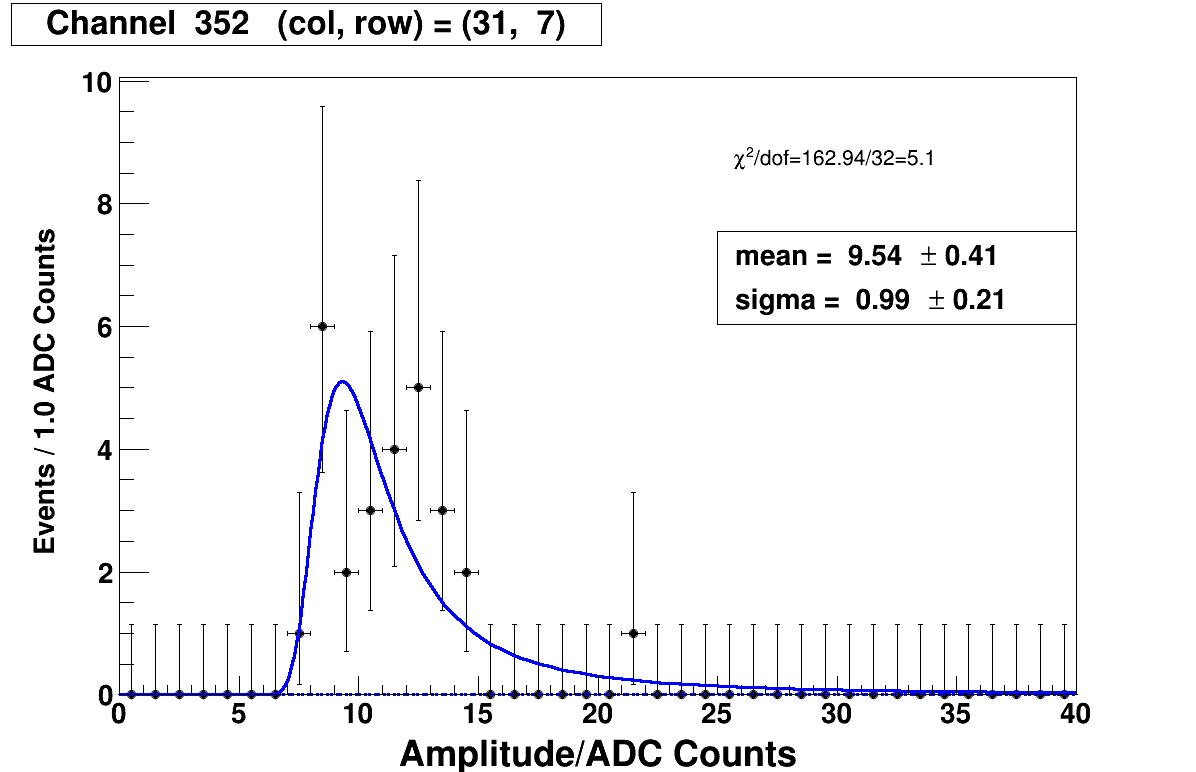 Channel 352 (col, row) = (31, 7)
10
χ²/dof=162.94/32=5.1
8
mean = 9.54 ± 0.41
sigma = 0.99 ± 0.21
6
Events / 1.0 ADC Counts
4
2
0
0 5 10 15 20 25 30 35 40
Amplitude/ADC Counts